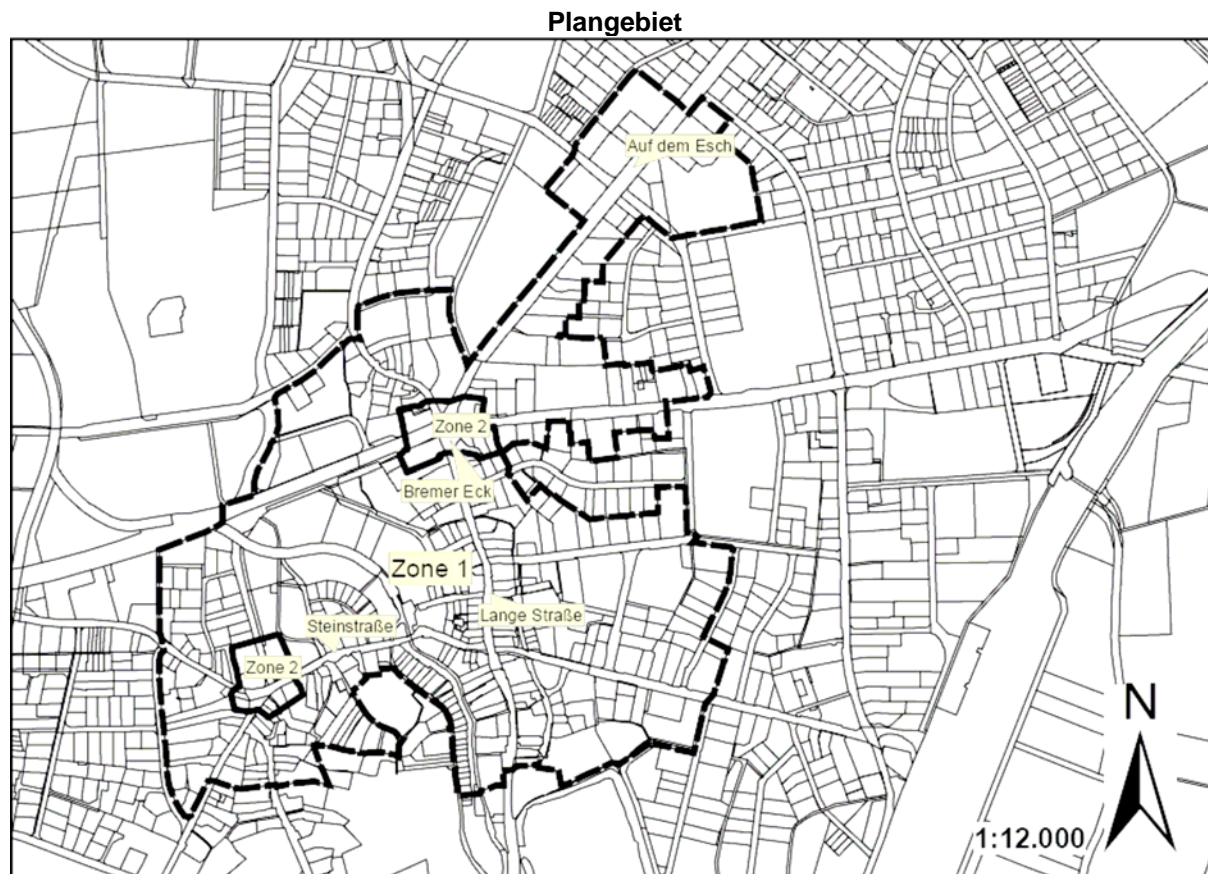 Plangebiet
Auf dem Esch
Zone 2
Bremer Eck
Zone 1
Lange Straße
Steinstraße
Zone 2
N
1:12.000